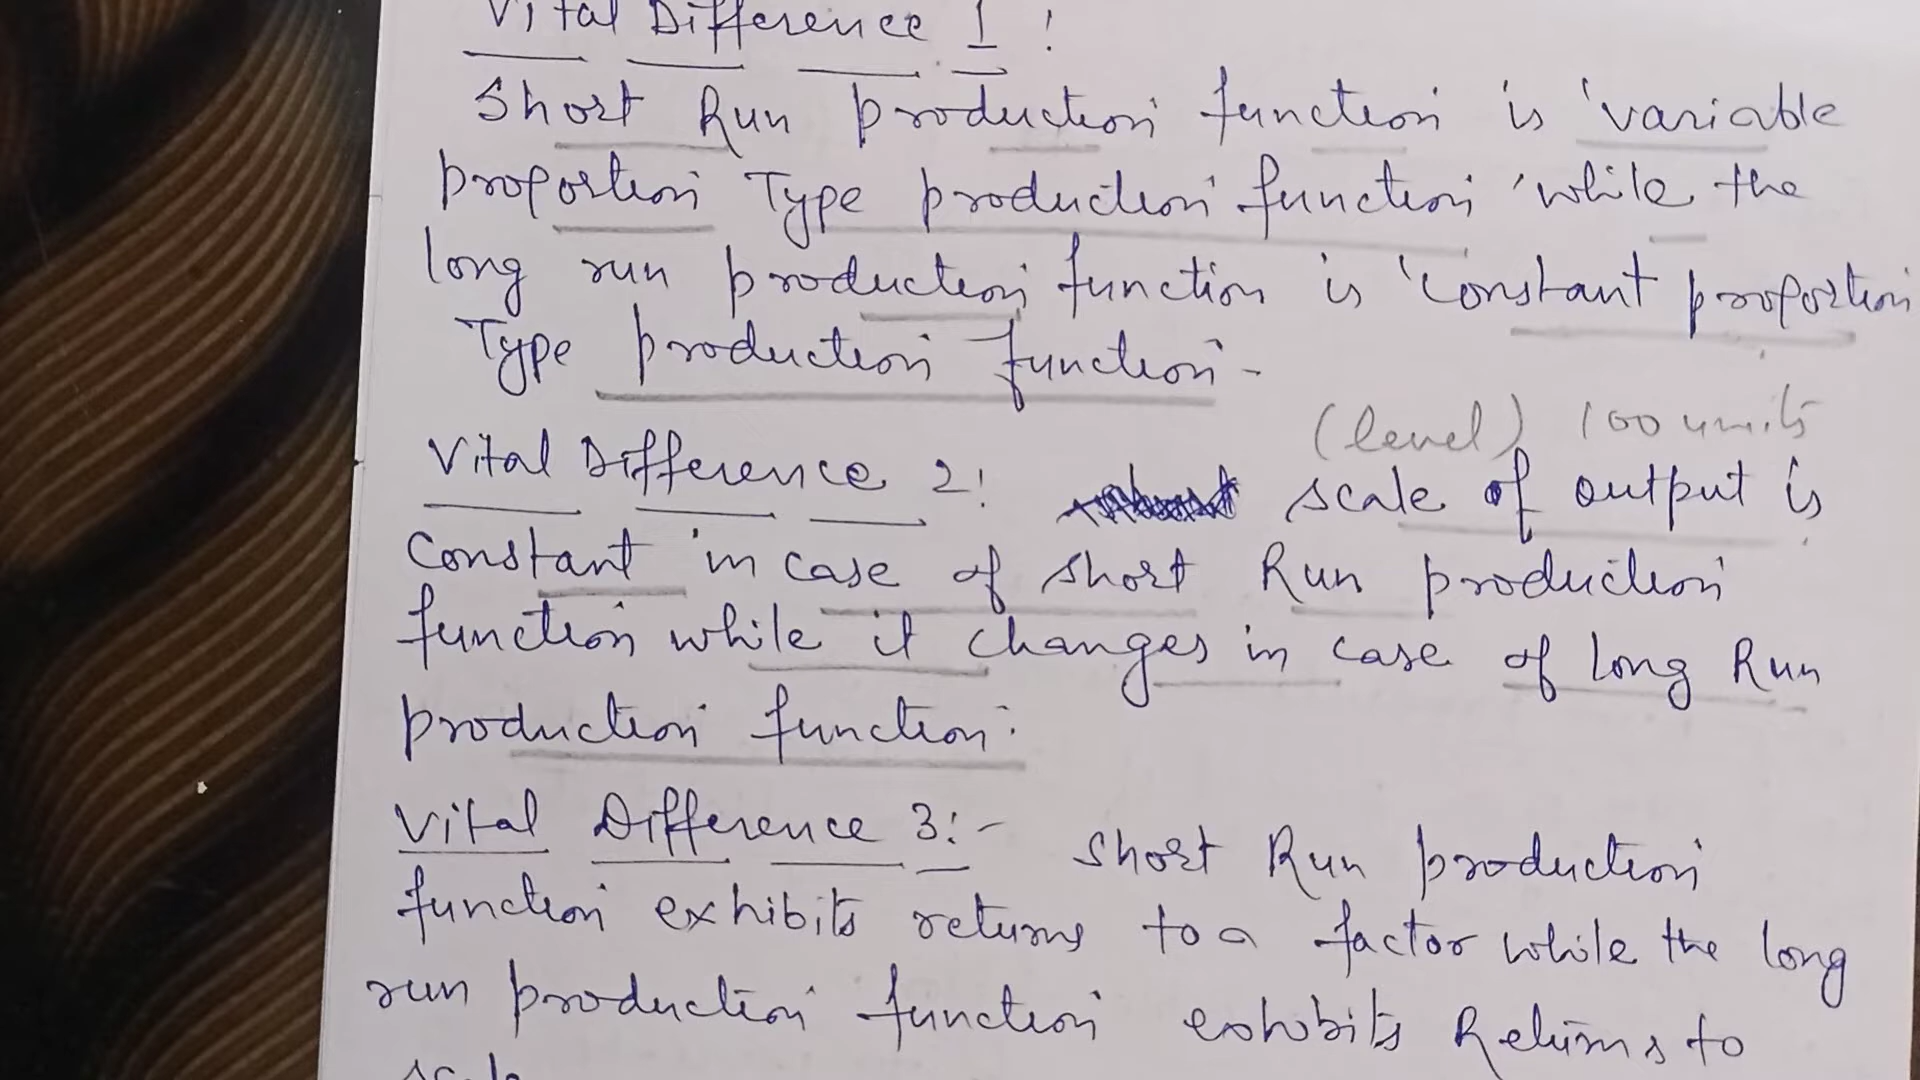 Vital Difference 1:
Short Run production function is 'variable
proportion Type production function' while the
long run production function is 'constant proportion
Type production function.
(level) 100 units
Vital Difference 2: scale of output is
constant in case of short Run production
function while it changes in case of long Run
production function.
Vital Difference 3:- Short Run production
function exhibits returns to a factor while the long
run production function exhibits Returns to
scale